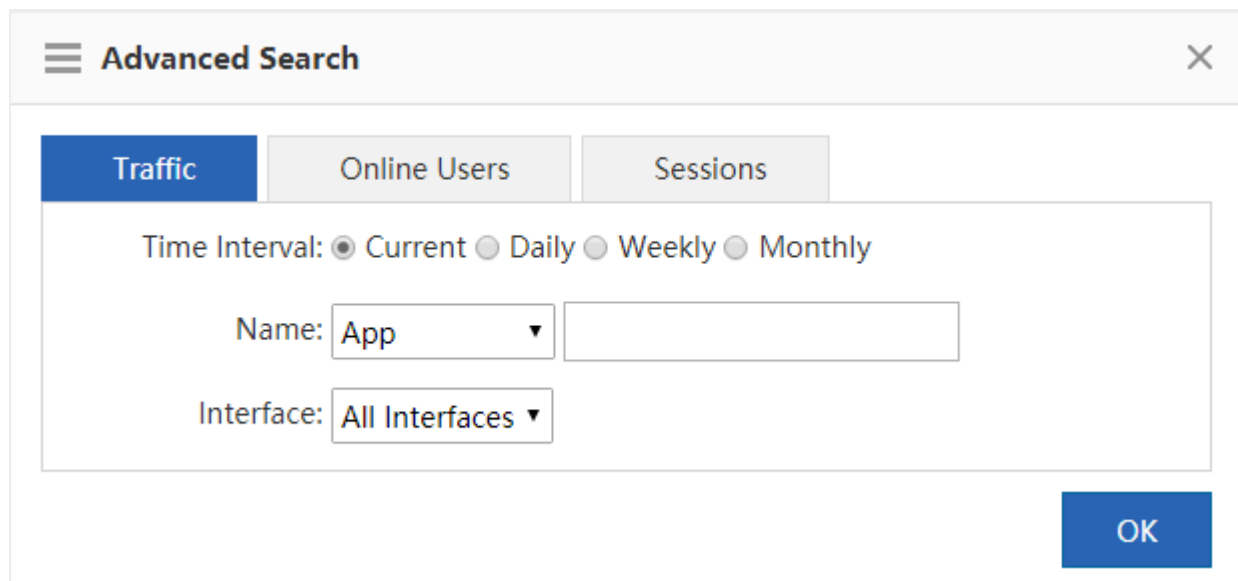 Advanced Search
Traffic Online Users Sessions
Time Interval: Current Daily Weekly Monthly
Name: App
Interface: All Interfaces
OK